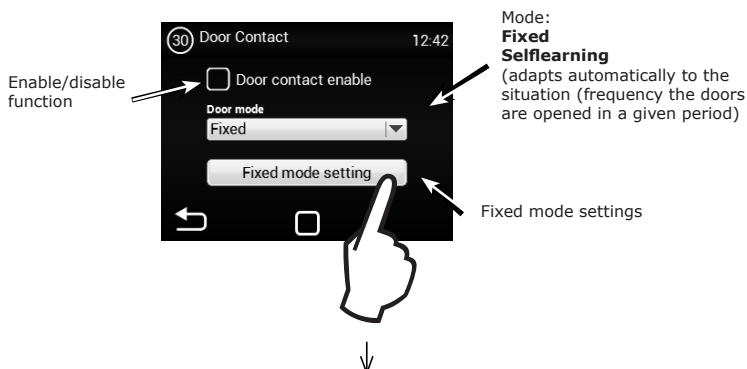 30 Door Contact 12:42
Door contact enable
Door mode
Fixed
Fixed mode setting
Enable/disable
function
Mode:
Fixed
Selflearning
(adapts automatically to the
situation (frequency the doors
are opened in a given period)
Fixed mode settings